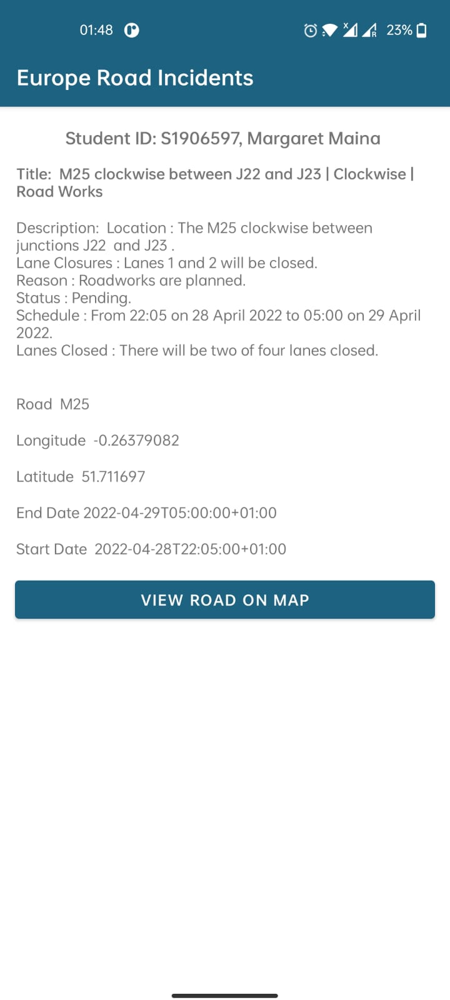 01:48
23%
Europe Road Incidents
Student ID: S1906597, Margaret Maina
Title:  M25 clockwise between J22 and J23 | Clockwise |
Road Works
Description:  Location : The M25 clockwise between
junctions J22  and J23 .
Lane Closures : Lanes 1 and 2 will be closed.
Reason : Roadworks are planned.
Status : Pending.
Schedule : From 22:05 on 28 April 2022 to 05:00 on 29 April
2022.
Lanes Closed : There will be two of four lanes closed.
Road  M25
Longitude  -0.26379082
Latitude  51.711697
End Date 2022-04-29T05:00:00+01:00
Start Date  2022-04-28T22:05:00+01:00
VIEW ROAD ON MAP